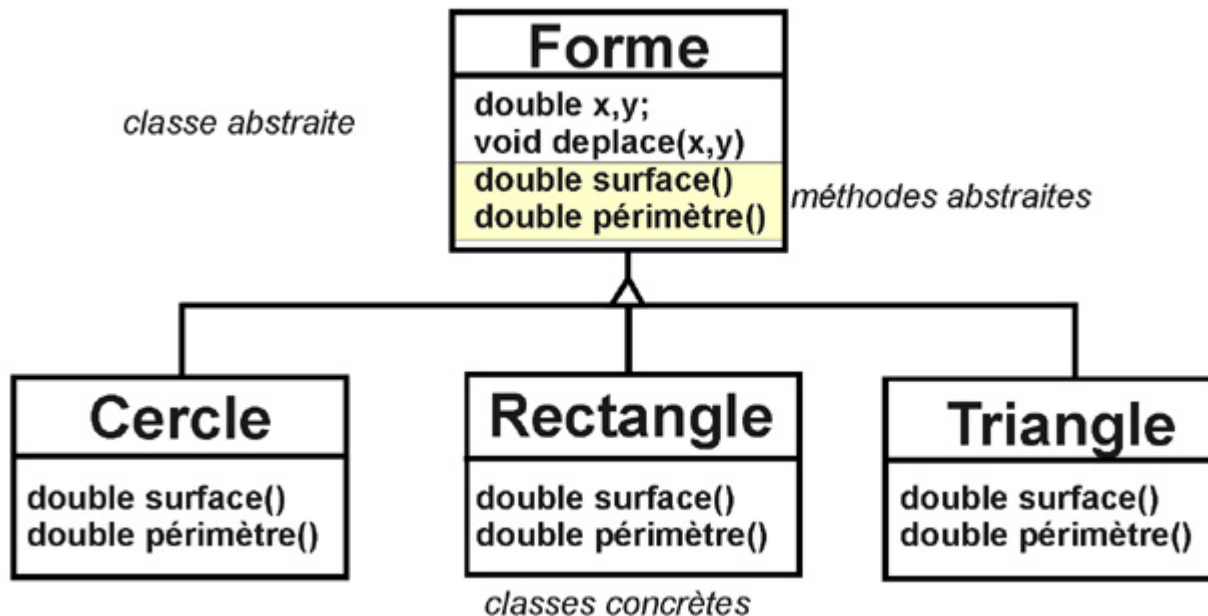 Forme
classe abstraite
double x,y;
void deplace(x,y)
double surface()
double périmètre()
méthodes abstraites
Cercle
double surface()
double périmètre()
Rectangle
double surface()
double périmètre()
Triangle
double surface()
double périmètre()
classes concrètes